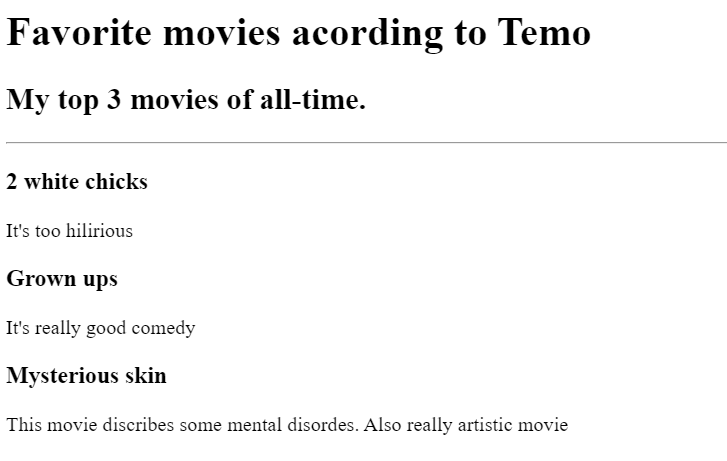 Favorite movies acording to Temo
My top 3 movies of all-time.
2 white chicks
It's too hilirious
Grown ups
It's really good comedy
Mysterious skin
This movie discribes some mental disordes. Also really artistic movie